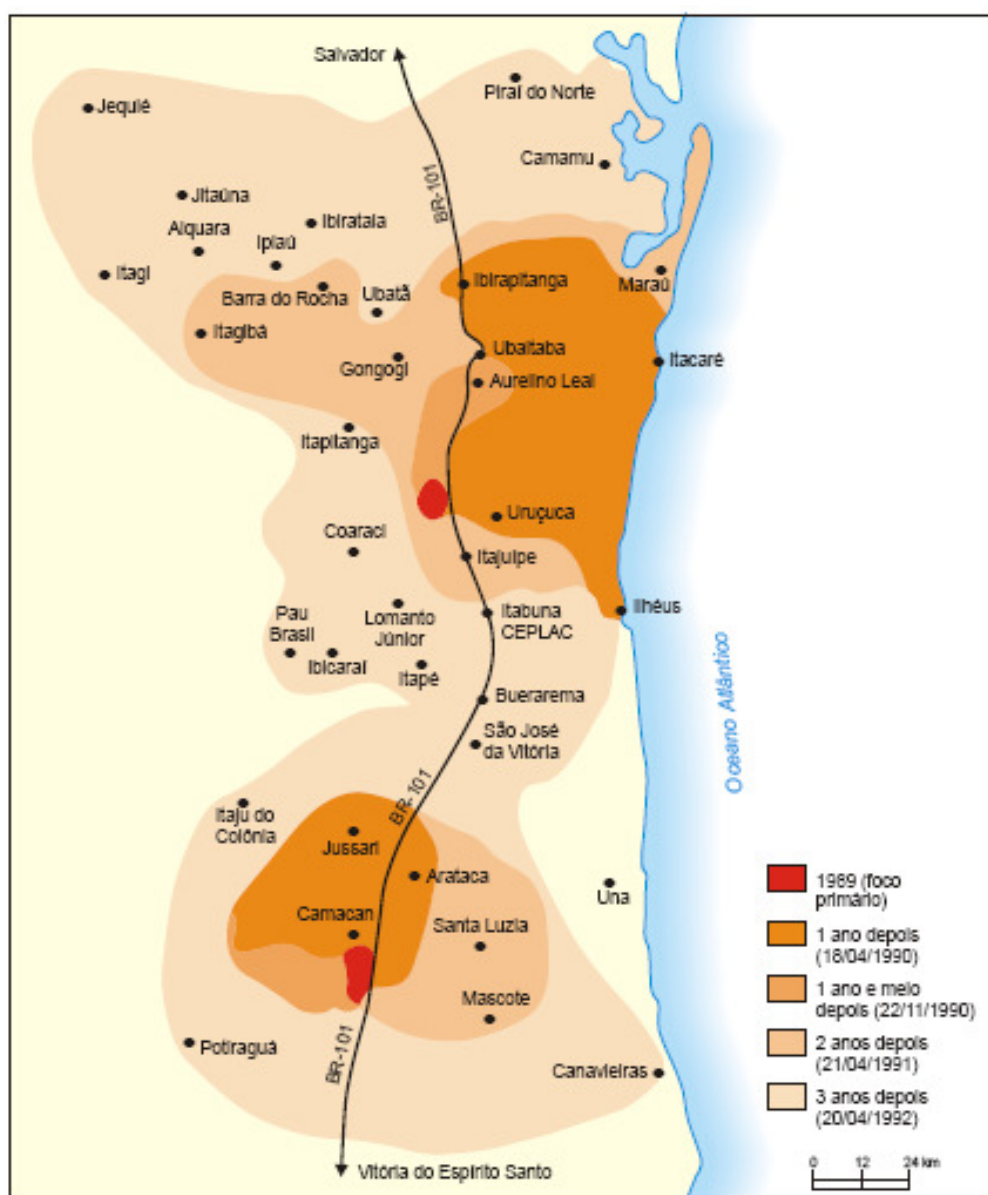 Salvador
Piraí do Norte
Jequié
Camamu
BR-101
Jitaúna
Ibirataia
Aiquara
Ipiaú
Itagi
Ibirapitanga
Maraú
Barra do Rocha
Ubatã
Itagibá
Ubaitaba
Itacaré
Gongogi
Aurelino Leal
Itapitanga
Uruçuca
Coaraci
Itajuípe
Ilhéus
Pau
Brasil
Lomanto
Júnior
Itabuna
CEPLAC
Ibicaraí
Itapé
Buerarema
São José
da Vitória
Oceano Atlântico
BR-101
Itaju do
Colônia
Jussari
Arataca
Una
Camacan
Santa Luzia
Mascote
Potiraguá
BR-101
Canavieiras
Vitória do Espírito Santo
1989 (foco
primário)
1 ano depois
(18/04/1990)
1 ano e meio
depois (22/11/1990)
2 anos depois
(21/04/1991)
3 anos depois
(20/04/1992)
0 12 24 km